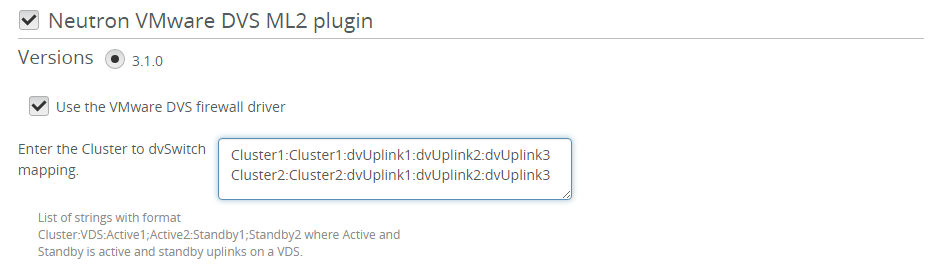 Neutron VMware DVS ML2 plugin
Versions 3.1.0
Use the VMware DVS firewall driver
Enter the Cluster to dvSwitch
mapping.
Cluster1:Cluster1:dvUplink1:dvUplink2:dvUplink3
Cluster2:Cluster2:dvUplink1:dvUplink2:dvUplink3
List of strings with format
Cluster:VDS:Active1;Active2:Standby1;Standby2 where Active and
Standby is active and standby uplinks on a VDS.